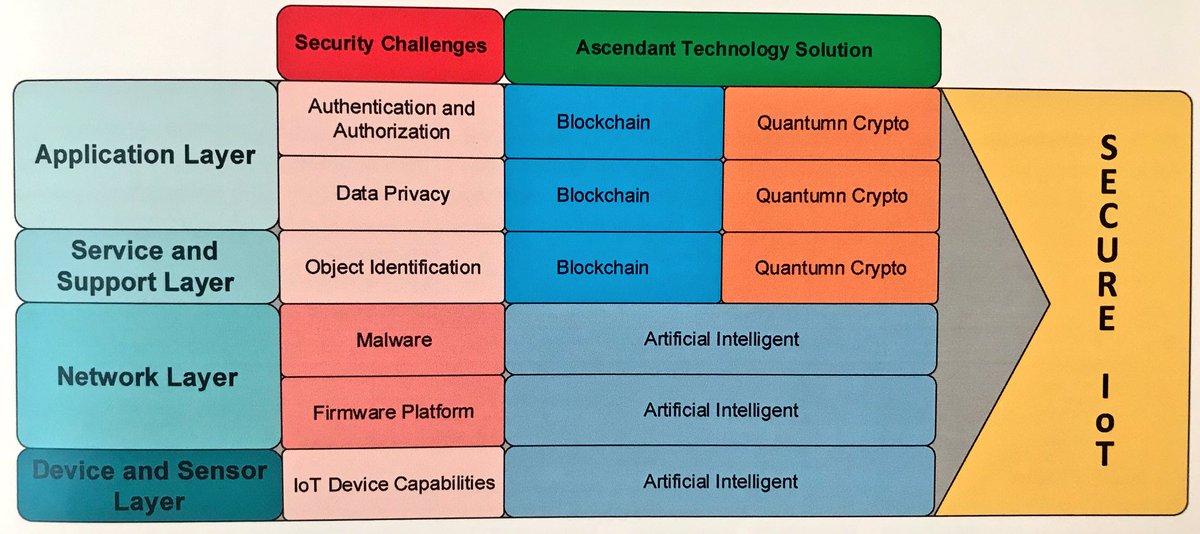 Security Challenges
Ascendant Technology Solution
Application Layer
Authentication and
Authorization
Blockchain
Quantumn Crypto
Data Privacy
Blockchain
Quantumn Crypto
Service and
Support Layer
Object Identification
Blockchain
Quantumn Crypto
Network Layer
Malware
Artificial Intelligent
Firmware Platform
Artificial Intelligent
Device and Sensor
Layer
IoT Device Capabilities
Artificial Intelligent
SECURE IoT